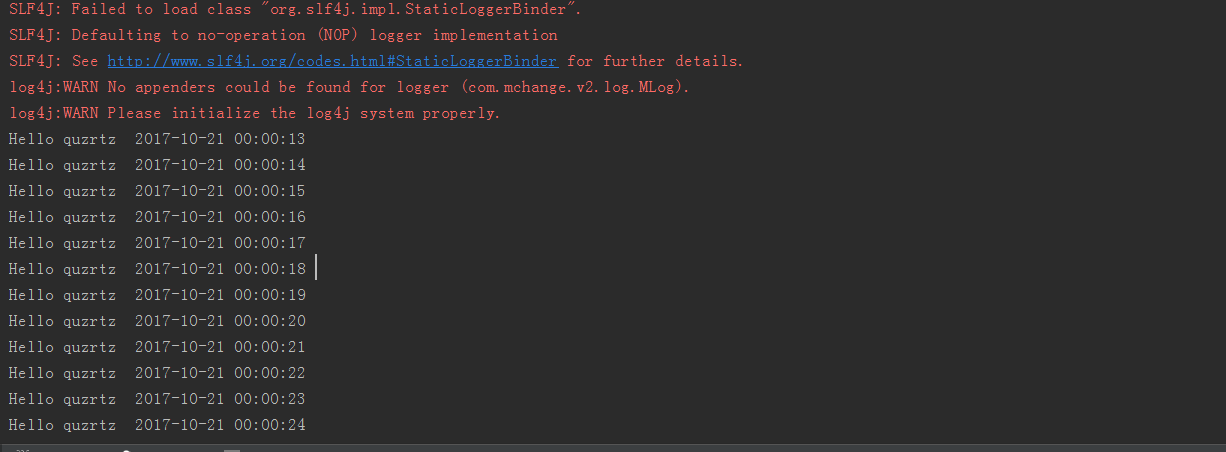 SLF4J: Failed to load class "org.slf4j.impl.StaticLoggerBinder".
SLF4J: Defaulting to no-operation (NOP) logger implementation
SLF4J: See http://www.slf4j.org/codes.html#StaticLoggerBinder for further details.
log4j:WARN No appenders could be found for logger (com.mchange.v2.log.MLog).
log4j:WARN Please initialize the log4j system properly.
Hello quzrtz  2017-10-21 00:00:13
Hello quzrtz  2017-10-21 00:00:14
Hello quzrtz  2017-10-21 00:00:15
Hello quzrtz  2017-10-21 00:00:16
Hello quzrtz  2017-10-21 00:00:17
Hello quzrtz  2017-10-21 00:00:18
Hello quzrtz  2017-10-21 00:00:19
Hello quzrtz  2017-10-21 00:00:20
Hello quzrtz  2017-10-21 00:00:21
Hello quzrtz  2017-10-21 00:00:22
Hello quzrtz  2017-10-21 00:00:23
Hello quzrtz  2017-10-21 00:00:24